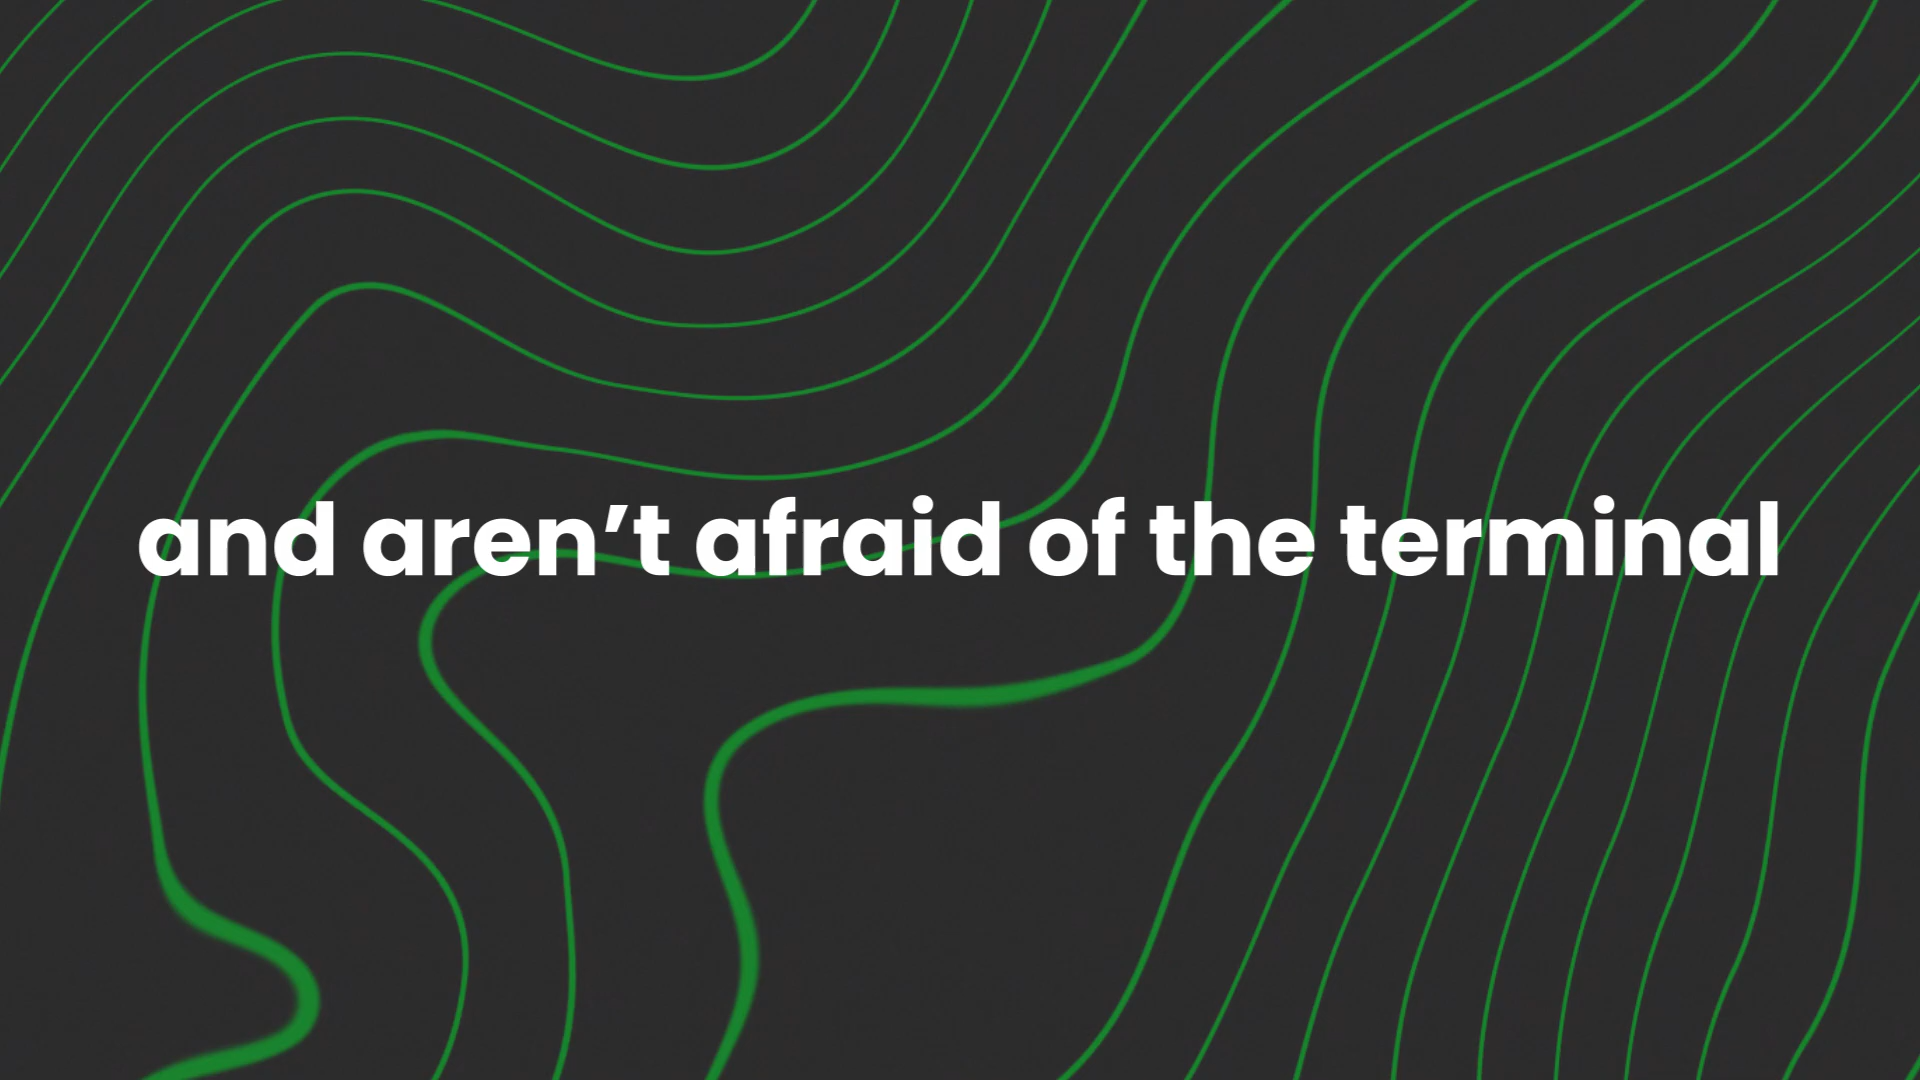 and aren’t afraid of the terminal